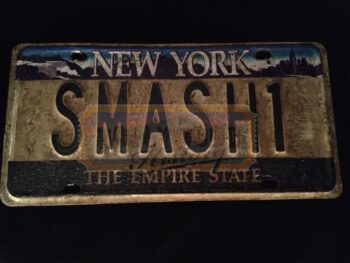 NEW YORK
SMASH1
THE EMPIRE STATE